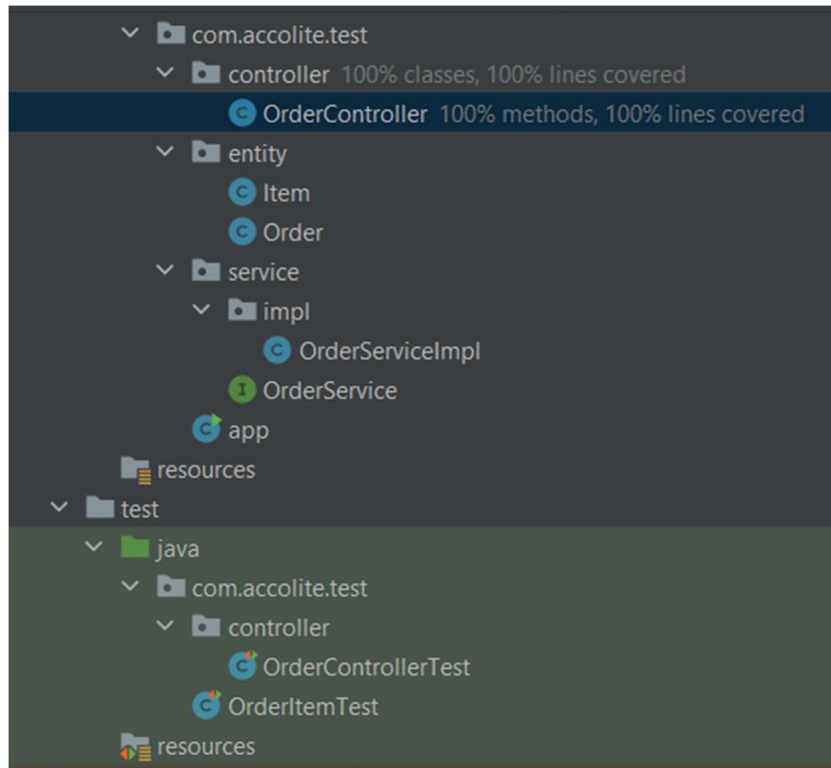 com.accolite.test
controller 100% classes, 100% lines covered
OrderController 100% methods, 100% lines covered
entity
Item
Order
service
impl
OrderServiceImpl
OrderService
app
resources
test
java
com.accolite.test
controller
OrderControllerTest
OrderItemTest
resources